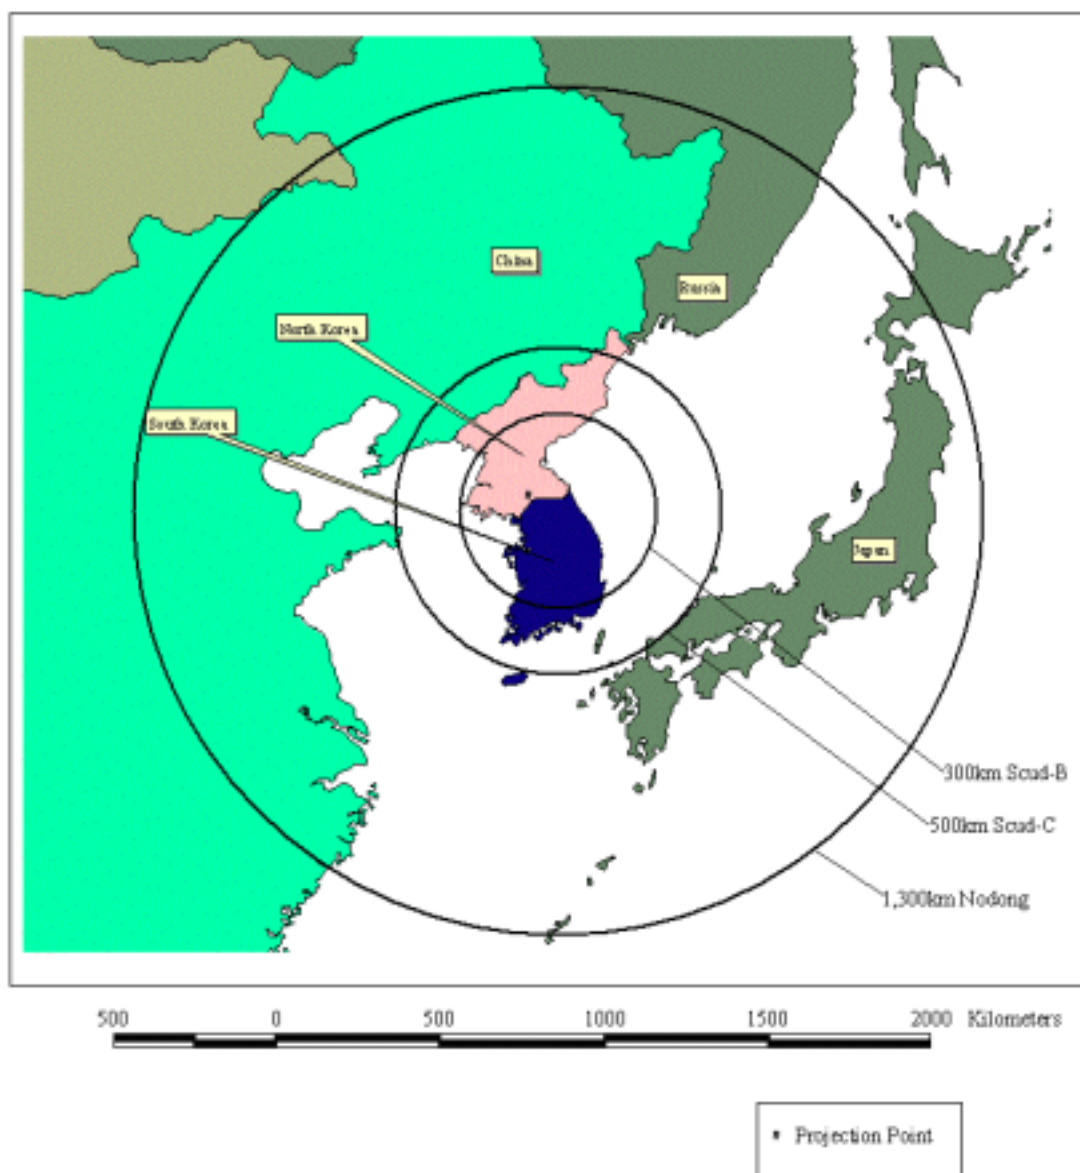 China
Russia
North Korea
South Korea
Japan
300km Scud-B
500km Scud-C
1,300km Nodong
500 0 500 1000 1500 2000 Kilometers
Projection Point